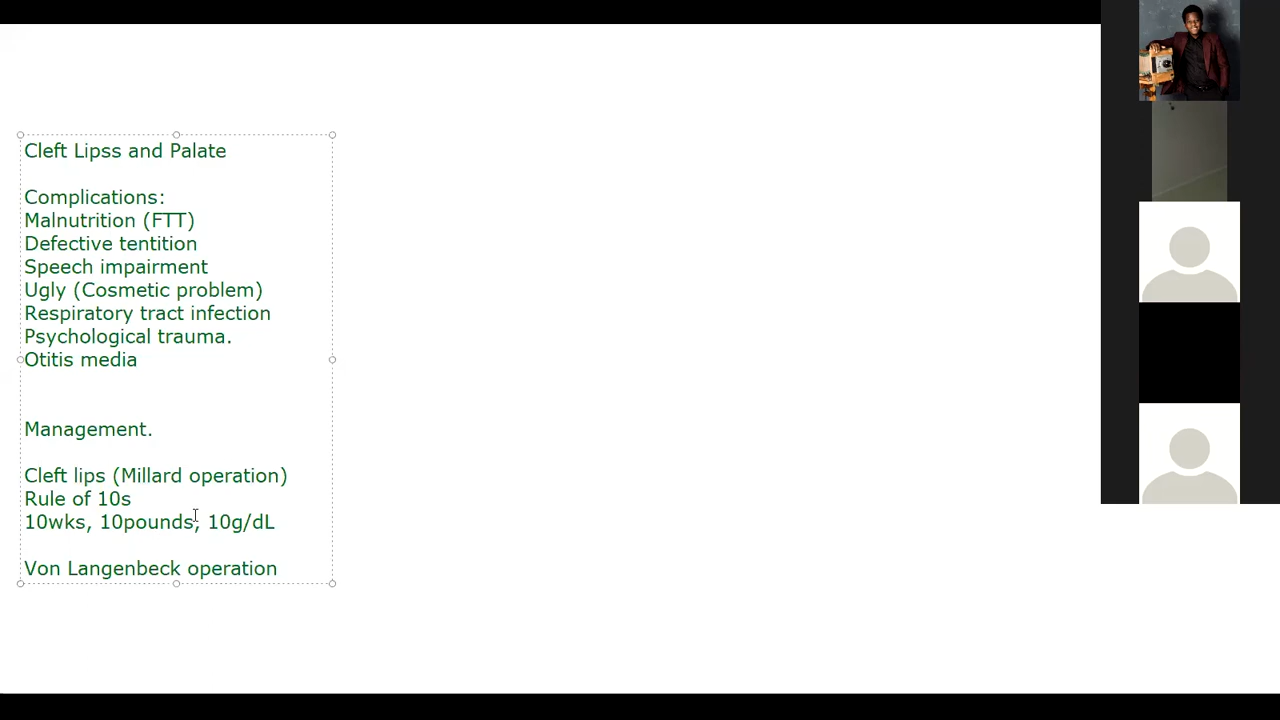 Cleft Lipss and Palate
Complications:
Malnutrition (FTT)
Defective tentition
Speech impairment
Ugly (Cosmetic problem)
Respiratory tract infection
Psychological trauma.
Otitis media
Management.
Cleft lips (Millard operation)
Rule of 10s
10wks, 10pounds, 10g/dL
Von Langenbeck operation